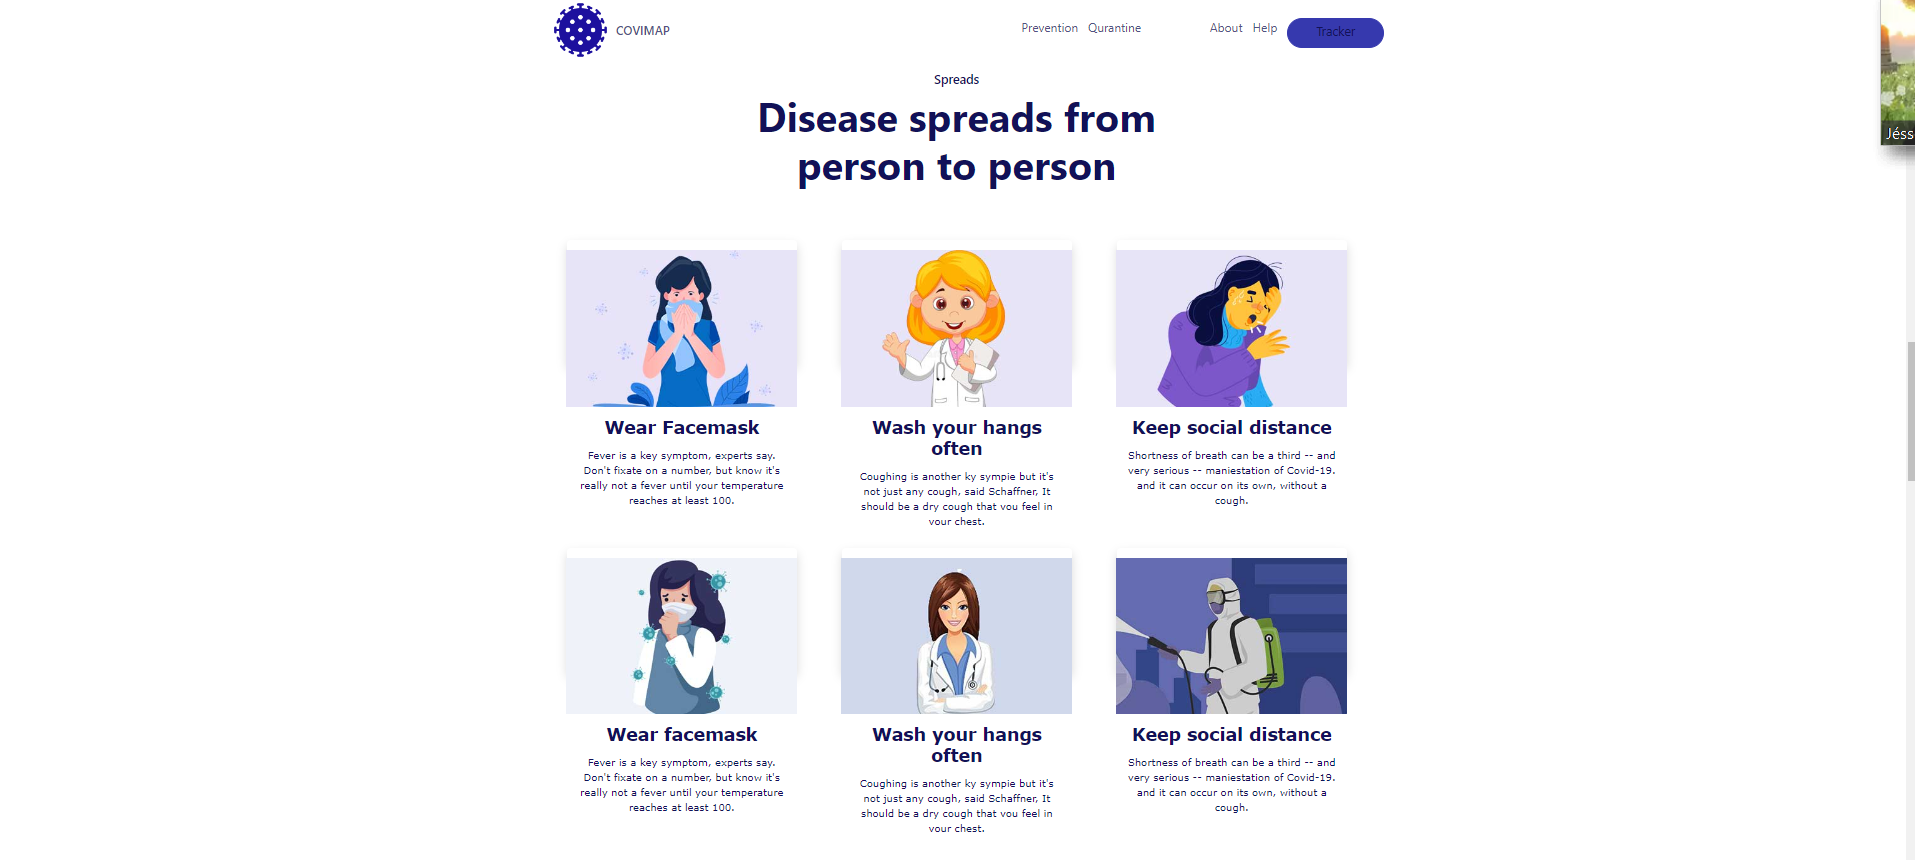 COVIMAP
Prevention Qurantine About Help Tracker
Spreads
Disease spreads from
person to person
Jéss
Wear Facemask
Fever is a key symptom, experts say.
Don't fixate on a number, but know it's
really not a fever until your temperature
reaches at least 100.
Wash your hangs
often
Coughing is another ky sympie but it's
not just any cough, said Schaffner, It
should be a dry cough that vou feel in
vour chest.
Keep social distance
Shortness of breath can be a third -- and
very serious -- maniestation of Covid-19.
and it can occur on its own, without a
cough.
Wear facemask
Fever is a key symptom, experts say.
Don't fixate on a number, but know it's
really not a fever until your temperature
reaches at least 100.
Wash your hangs
often
Coughing is another ky sympie but it's
not just any cough, said Schaffner, It
should be a dry cough that vou feel in
vour chest.
Keep social distance
Shortness of breath can be a third -- and
very serious -- maniestation of Covid-19.
and it can occur on its own, without a
cough.